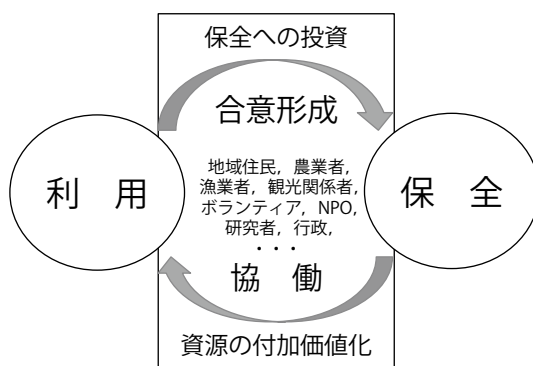 保全への投資
合意形成
利　用
地域住民，農業者，
漁業者，観光関係者，
ボランティア，NPO，
研究者，行政，
・・・
保　全
協　働
資源の付加価値化